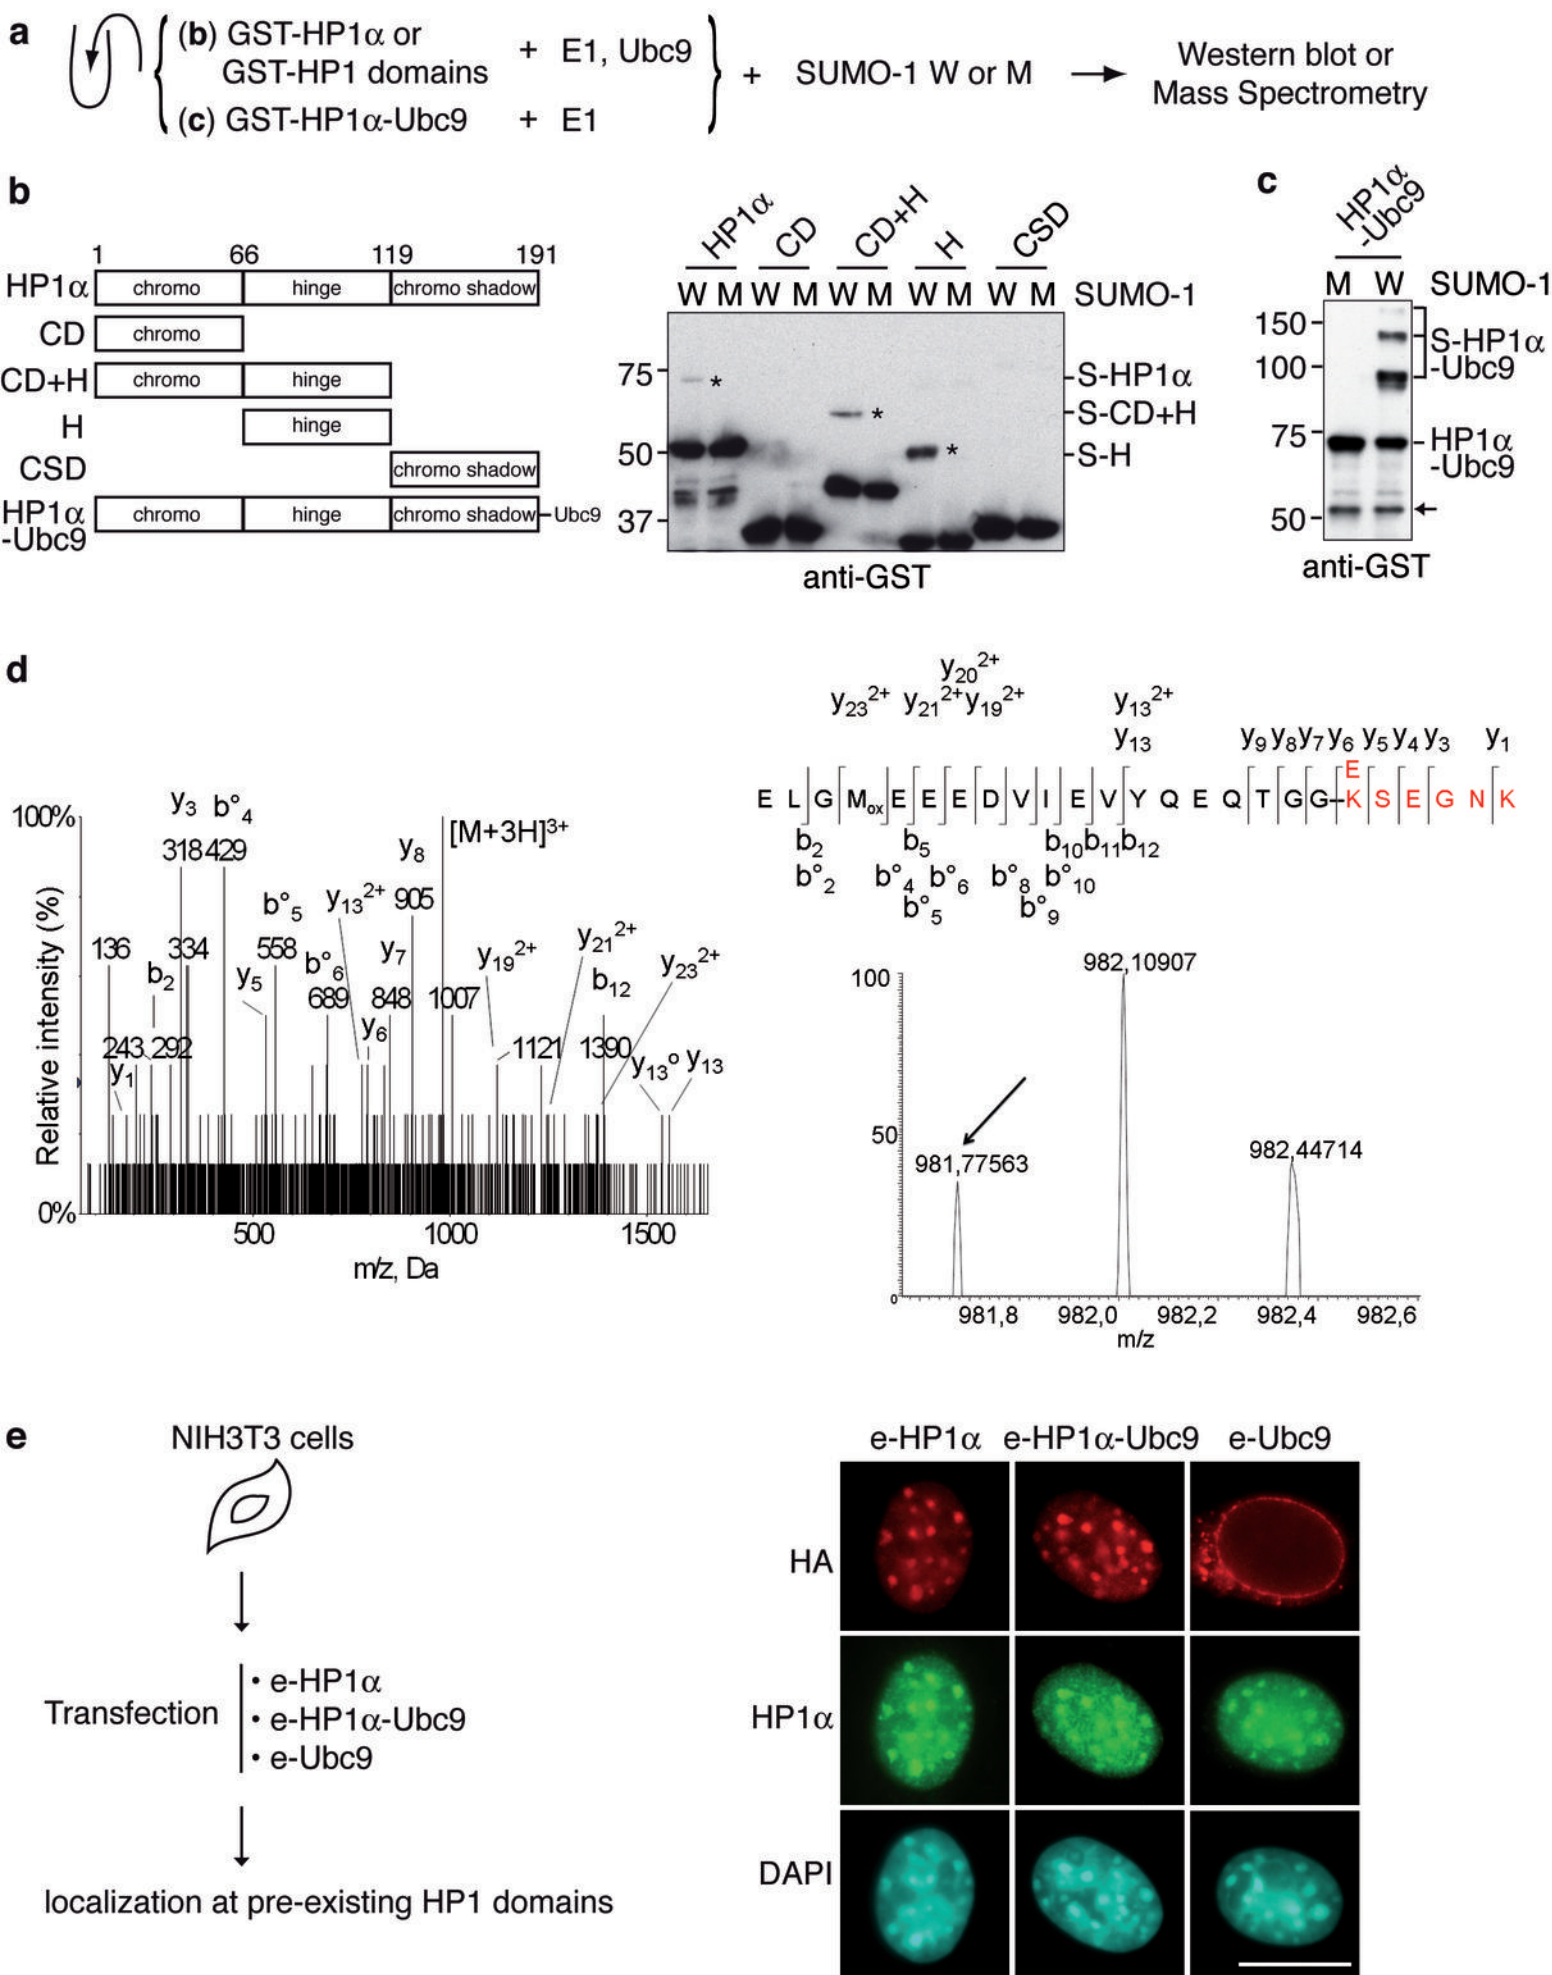 a
(b) GST-HP1α or
GST-HP1 domains
+ E1, Ubc9
(c) GST-HP1α-Ubc9 + E1
+ SUMO-1 W or M
Western blot or
Mass Spectrometry
b
1 66 119 191
HP1α chromo hinge chromo shadow
CD chromo
CD+H chromo hinge
H hinge
CSD chromo shadow
HP1α
-Ubc9
chromo hinge chromo shadow Ubc9
HP1α CD CD+H H CSD
W M W M W M W M W M SUMO-1
75
50
37
* * *
S-HP1α
S-CD+H
S-H
anti-GST
c
HP1α
-Ubc9
M W SUMO-1
150
100
75
50
S-HP1α
-Ubc9
HP1α
-Ubc9
anti-GST
d
100%
0%
Relative intensity (%)
y3 b°4
318 429
[M+3H]3+
y8
905
b°5
558
y13 2+
136
334
b2
y5
b°6
689
y7
848
1007
y6
243 292
y1
y19 2+
1121
y21 2+
b12
1390
y23 2+
y13° y13
500 1000 1500
m/z, Da
y20 2+
y23 2+ y21 2+ y19 2+ y13 2+
y13 y9 y8 y7 y6 y5 y4 y3 y1
E
E L G Mox E E E D V I E V Y Q E Q T G G–K S E G N K
b2 b5 b10 b11 b12
b°2 b°4 b°6 b°8 b°10
b°5 b°9
100
50
0
982,10907
981,77563
982,44714
981,8 982,0 982,2 982,4 982,6
m/z
e
NIH3T3 cells
Transfection
• e-HP1α
• e-HP1α-Ubc9
• e-Ubc9
localization at pre-existing HP1 domains
e-HP1α e-HP1α-Ubc9 e-Ubc9
HA
HP1α
DAPI